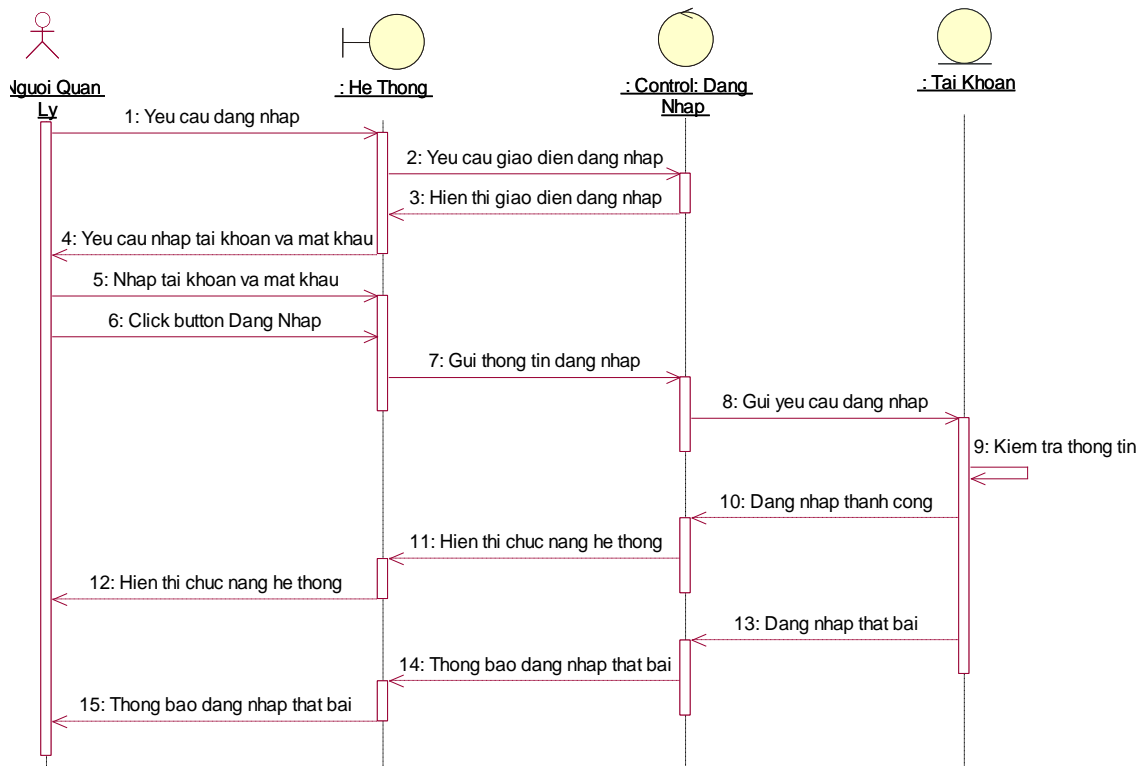 Nguoi Quan
Ly
: He Thong
: Control: Dang
Nhap
: Tai Khoan
1: Yeu cau dang nhap
2: Yeu cau giao dien dang nhap
3: Hien thi giao dien dang nhap
4: Yeu cau nhap tai khoan va mat khau
5: Nhap tai khoan va mat khau
6: Click button Dang Nhap
7: Gui thong tin dang nhap
8: Gui yeu cau dang nhap
9: Kiem tra thong tin
10: Dang nhap thanh cong
11: Hien thi chuc nang he thong
12: Hien thi chuc nang he thong
13: Dang nhap that bai
14: Thong bao dang nhap that bai
15: Thong bao dang nhap that bai